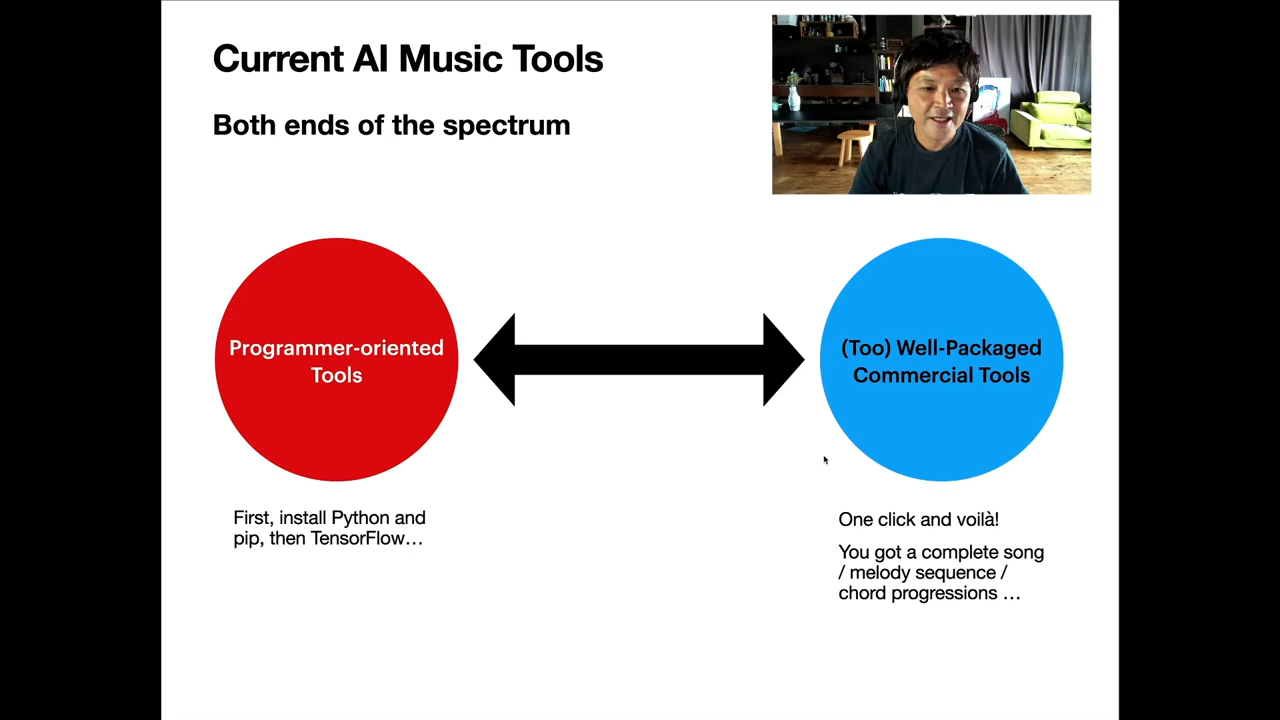 Current AI Music Tools
Both ends of the spectrum
Programmer-oriented
Tools
(Too) Well-Packaged
Commercial Tools
First, install Python and
pip, then TensorFlow…
One click and voilà!
You got a complete song
/ melody sequence /
chord progressions …